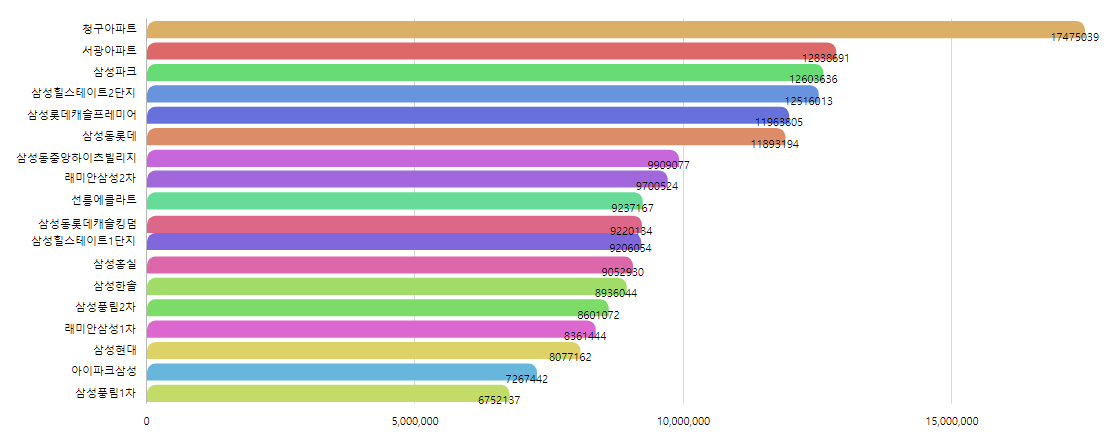 청구아파트
17475039
서광아파트
12838691
삼성파크
12603636
삼성힐스테이트2단지
12516013
삼성롯데캐슬프레미어
11963805
삼성동롯데
11893194
삼성동중앙하이츠빌리지
9909077
래미안삼성2차
9700524
선릉에클라트
9237167
삼성동롯데캐슬킹덤
9220134
삼성힐스테이트1단지
9206054
삼성홍실
9052930
삼성한솔
8936044
삼성풍림2차
8601072
래미안삼성1차
8361444
삼성현대
8077162
아이파크삼성
7267442
삼성풍림1차
6752137
0 5,000,000 10,000,000 15,000,000